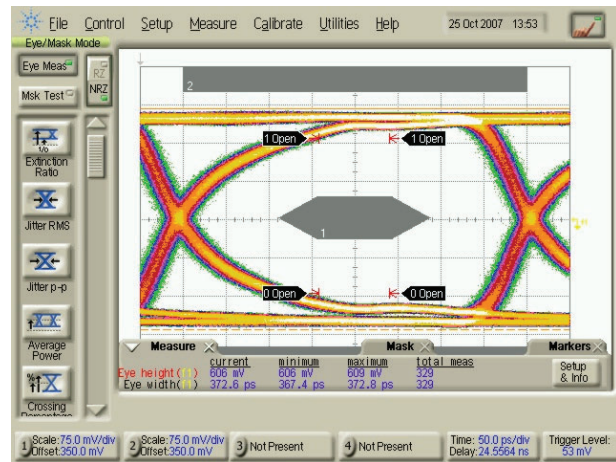 File Control Setup Measure Calibrate Utilities Help 25 Oct 2007 13:53
Eye/Mask Mode
Eye Meas
Msk Test
RZ
NRZ
1/0
Extinction
Ratio
Jitter RMS
Jitter p-p
Average
Power
%
Crossing
Percentage
2
1 Open 1 Open
1
0 Open 0 Open
Measure Mask Markers
current minimum maximum total meas
Eye height(f1) 606 mV 606 mV 609 mV 329
Eye width(f1) 372.6 ps 367.4 ps 372.8 ps 329
Setup
& Info
1 Scale:75.0 mV/div
Offset:350.0 mV
2 Scale:75.0 mV/div
Offset:350.0 mV
3 Not Present
4 Not Present
Time: 50.0 ps/div
Delay:24.5564 ns
Trigger Level:
53 mV